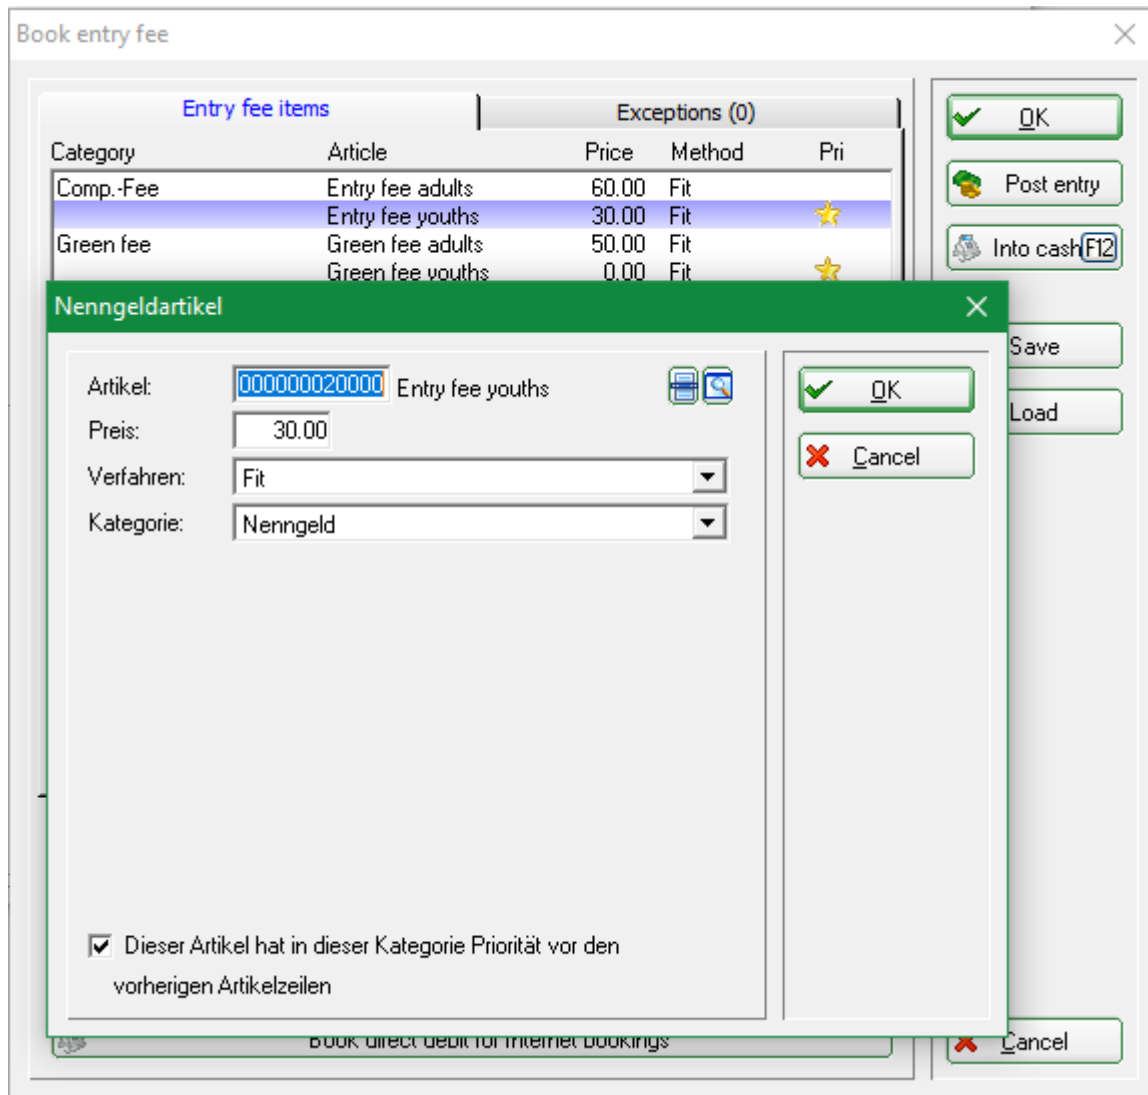 Book entry fee
Entry fee items Exceptions (0)
Category Article Price Method Pri
Comp.-Fee Entry fee adults 60.00 Fit
Entry fee youths 30.00 Fit
Green fee Green fee adults 50.00 Fit
Green fee youths 0.00 Fit
OK
Post entry
Into cash F12
Save
Load
Nenngeldartikel
Artikel: 000000020000 Entry fee youths
Preis: 30.00
Verfahren: Fit
Kategorie: Nenngeld
OK
Cancel
Dieser Artikel hat in dieser Kategorie Priorität vor den
vorherigen Artikelzeilen
Book direct debit for Internet bookings
Cancel